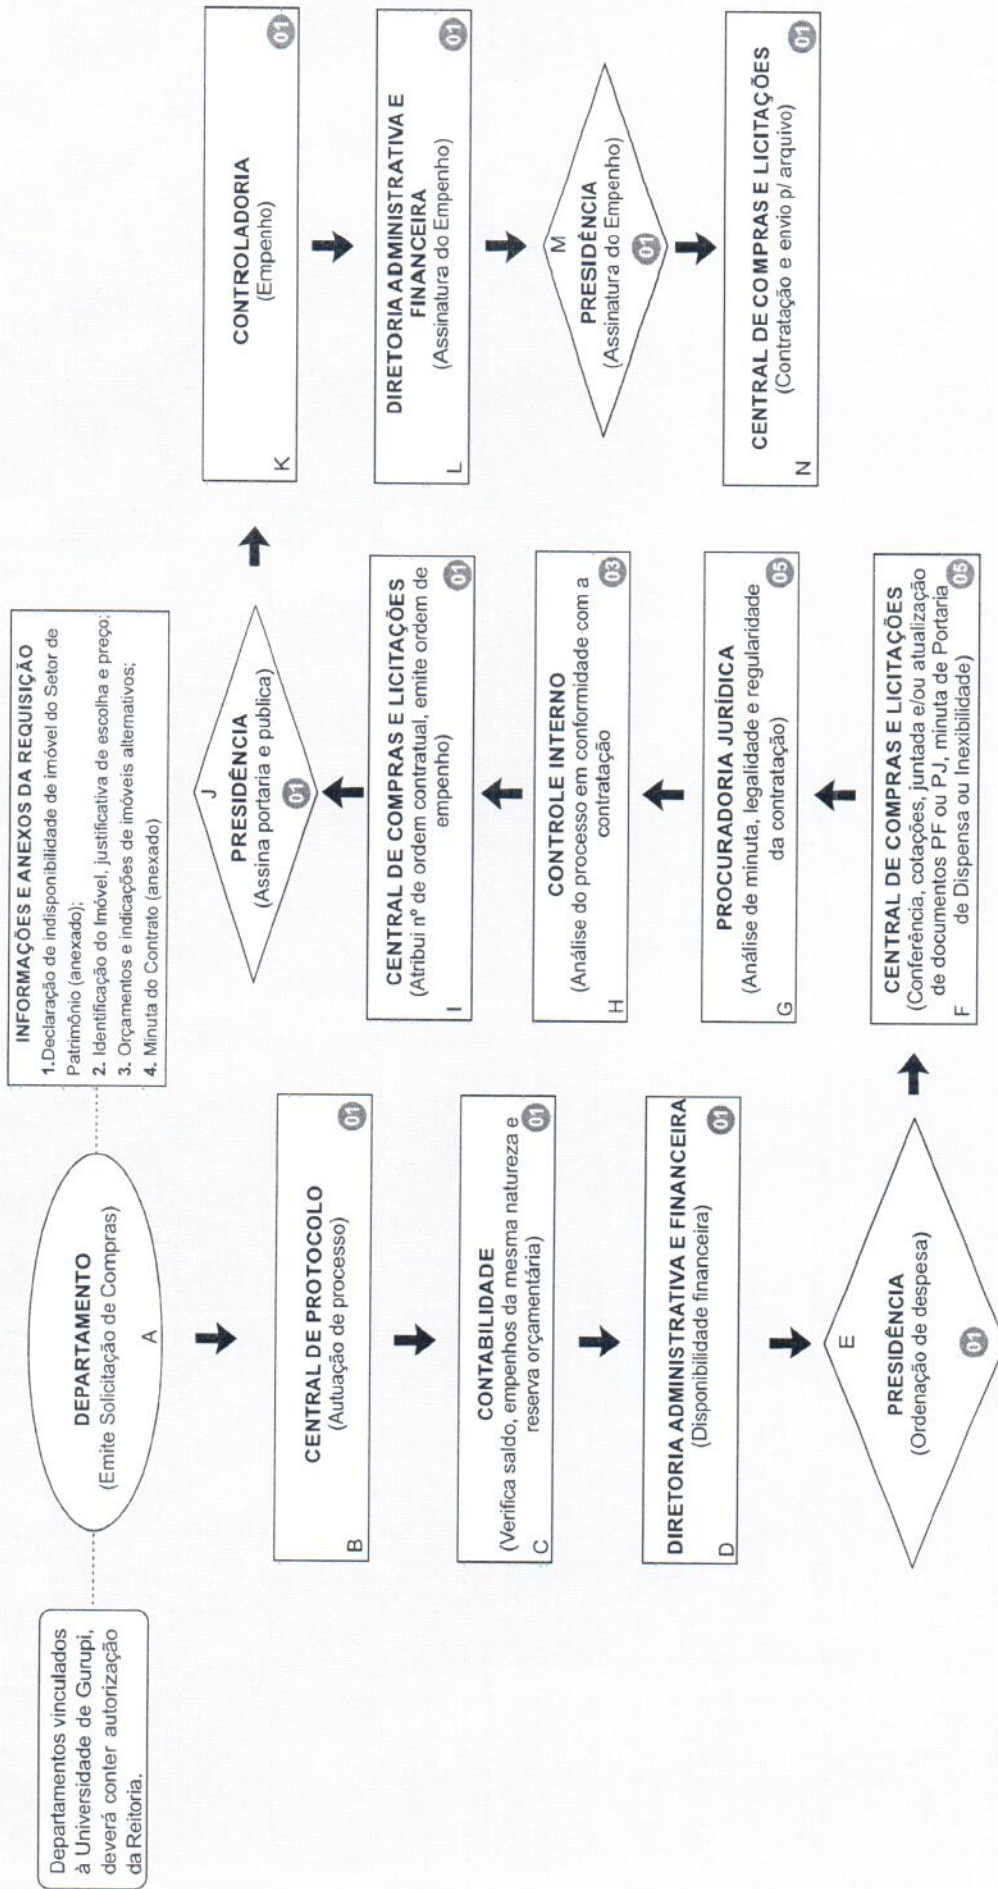 Departamentos vinculados
à Universidade de Gurupi,
deverá conter autorização
da Reitoria.
DEPARTAMENTO
(Emite Solicitação de Compras)
A
INFORMAÇÕES E ANEXOS DA REQUISIÇÃO
1.Declaração de indisponibilidade de imóvel do Setor de
Patrimônio (anexado);
2. Identificação do Imóvel, justificativa de escolha e preço;
3. Orçamentos e indicações de imóveis alternativos;
4. Minuta do Contrato (anexado)
CENTRAL DE PROTOCOLO
(Autuação de processo)
B
01
CONTABILIDADE
(Verifica saldo, empenhos da mesma natureza e
reserva orçamentária)
C
01
DIRETORIA ADMINISTRATIVA E FINANCEIRA
(Disponibilidade financeira)
D
01
E
PRESIDÊNCIA
(Ordenação de despesa)
01
CENTRAL DE COMPRAS E LICITAÇÕES
(Conferência, cotações, juntada e/ou atualização
de documentos PF ou PJ, minuta de Portaria
de Dispensa ou Inexibilidade)
F
05
PROCURADORIA JURÍDICA
(Análise de minuta, legalidade e regularidade
da contratação)
G
05
CONTROLE INTERNO
(Análise do processo em conformidade com a
contratação
H
03
CENTRAL DE COMPRAS E LICITAÇÕES
(Atribui nº de ordem contratual, emite ordem de
empenho)
I
01
J
PRESIDÊNCIA
(Assina portaria e publica)
01
CONTROLADORIA
(Empenho)
K
01
DIRETORIA ADMINISTRATIVA E
FINANCEIRA
(Assinatura do Empenho)
L
01
M
PRESIDÊNCIA
(Assinatura do Empenho)
01
CENTRAL DE COMPRAS E LICITAÇÕES
(Contratação e envio p/ arquivo)
N
01